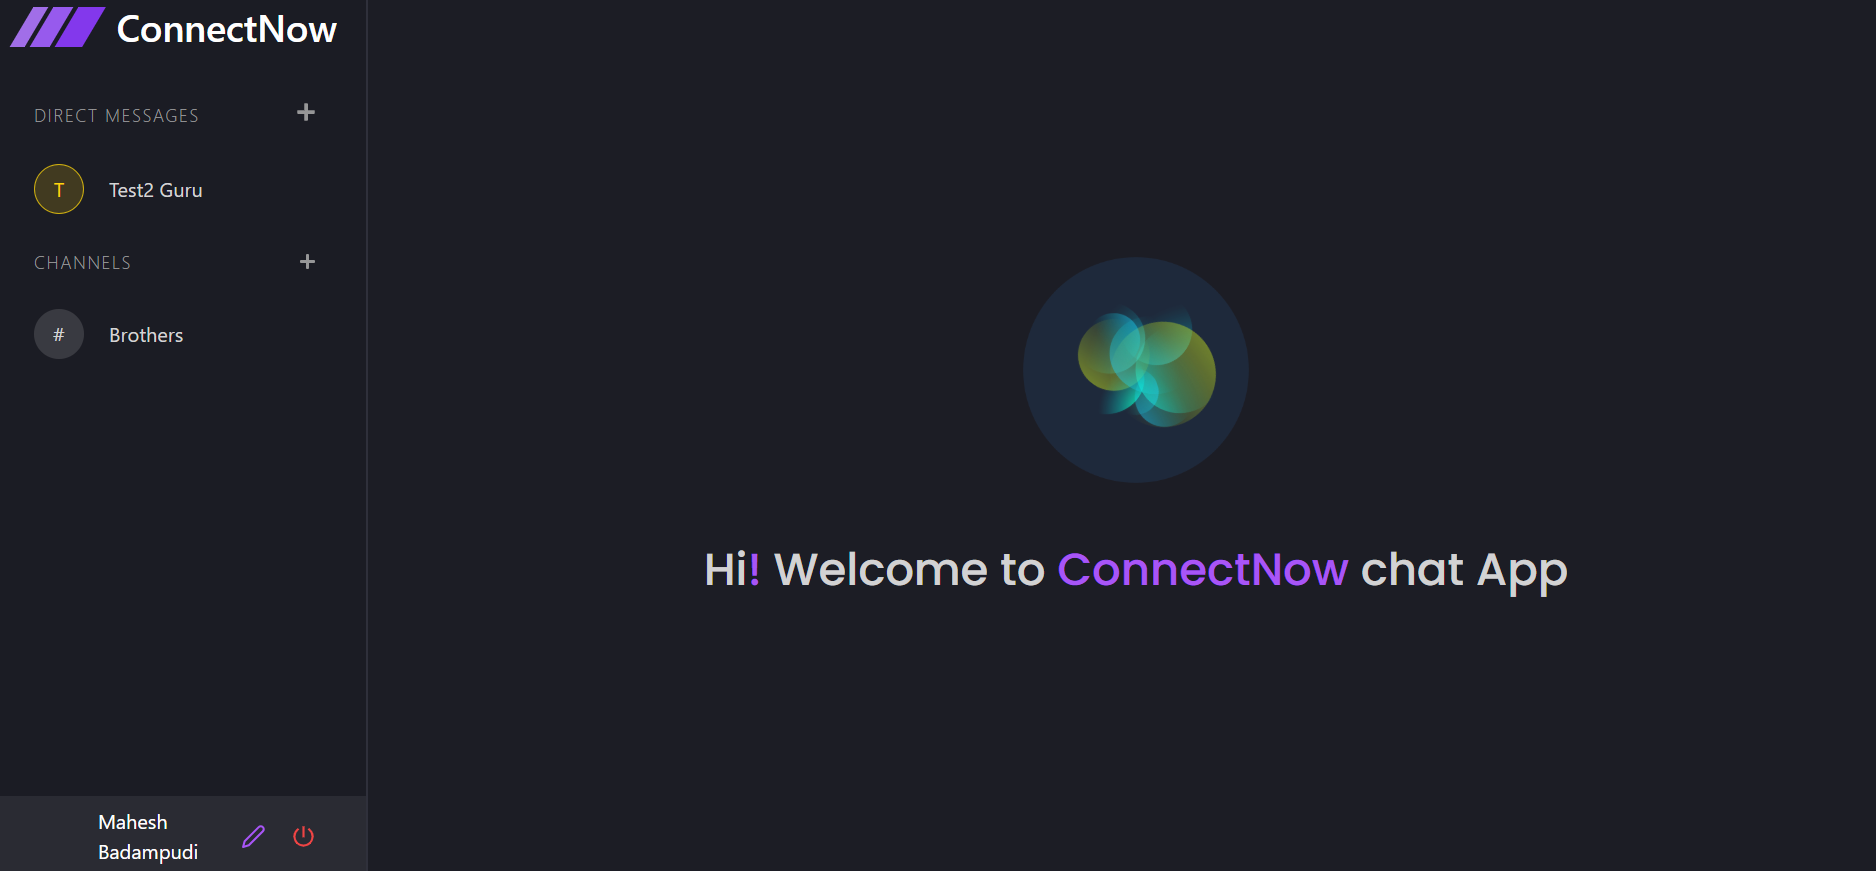 ConnectNow
DIRECT MESSAGES +
T Test2 Guru
CHANNELS +
# Brothers
Hi! Welcome to ConnectNow chat App
Mahesh
Badampudi